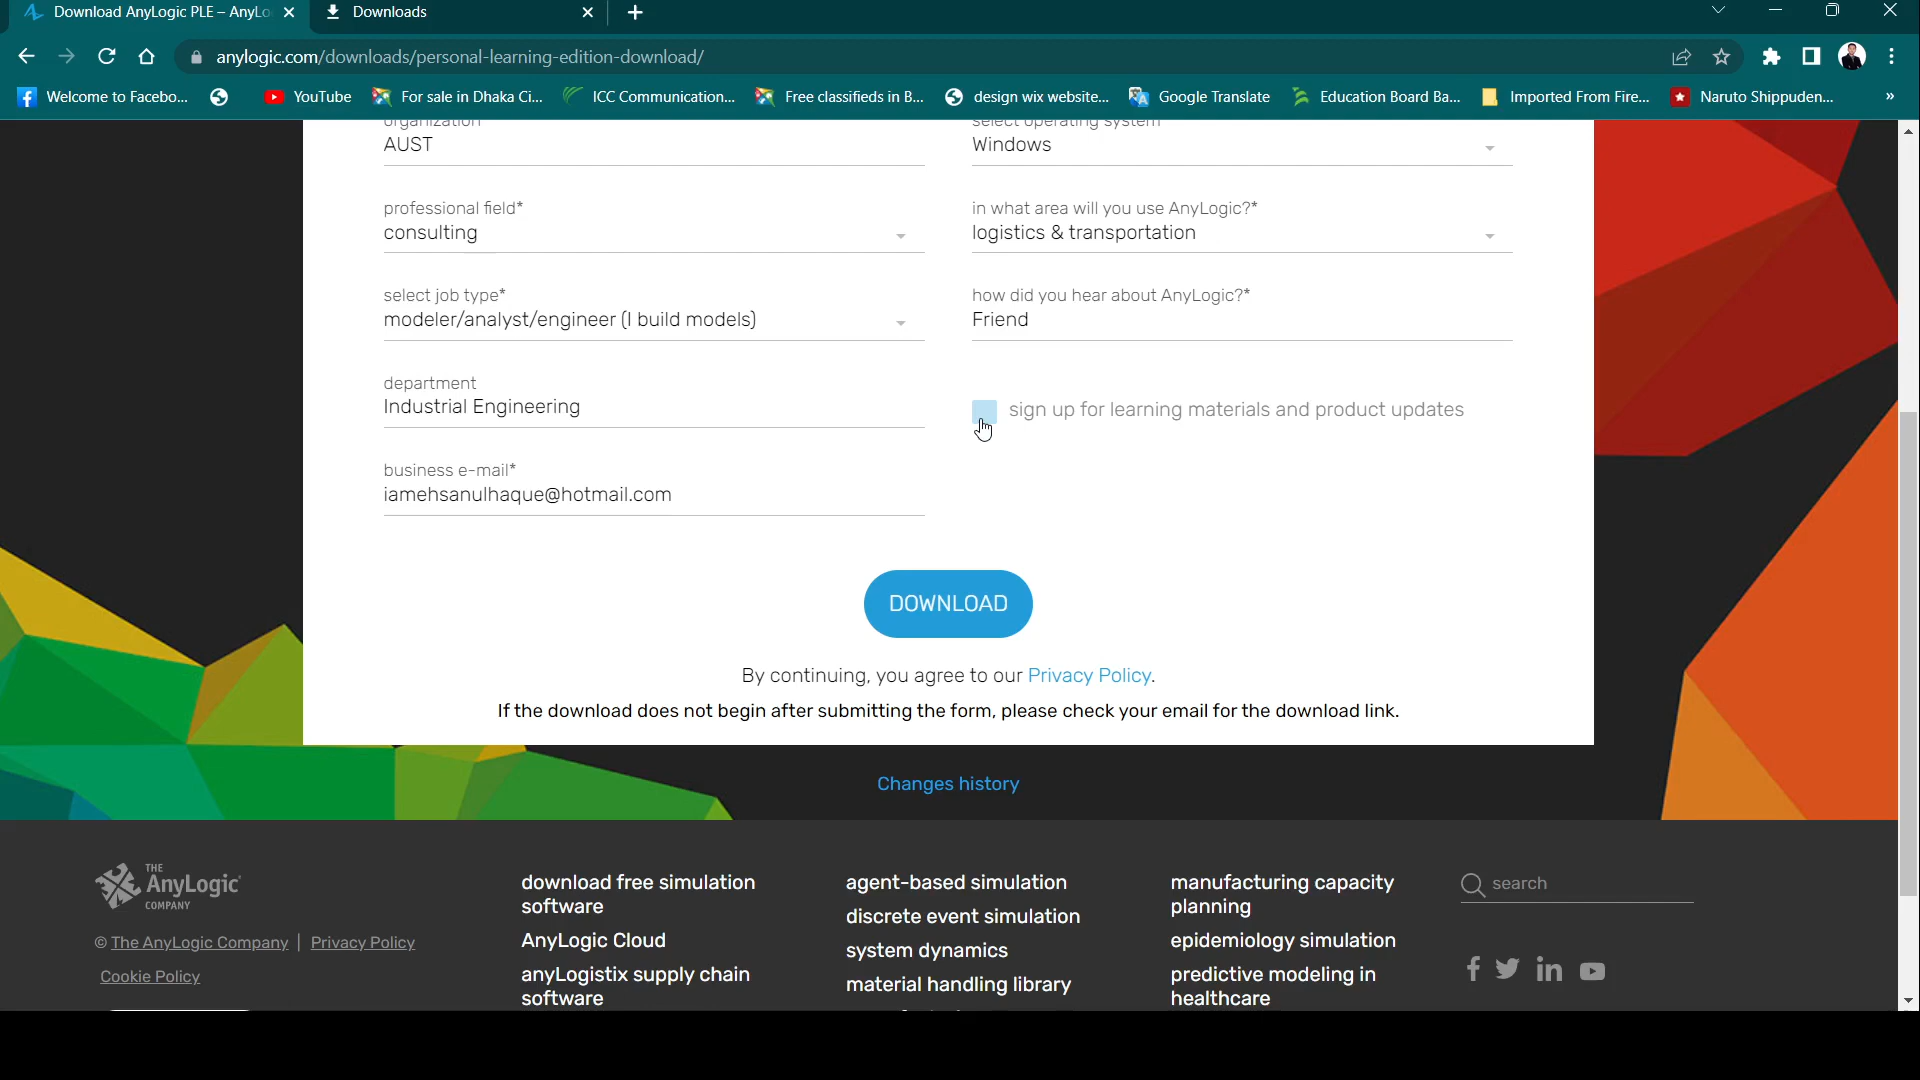 Download AnyLogic PLE – AnyLo
Downloads
anylogic.com/downloads/personal-learning-edition-download/
Welcome to Facebo... YouTube For sale in Dhaka Ci... ICC Communication... Free classifieds in B... design wix website... Google Translate Education Board Ba... Imported From Fire... Naruto Shippuden... »
organization select operating system
AUST Windows
professional field* in what area will you use AnyLogic?*
consulting logistics & transportation
select job type* how did you hear about AnyLogic?*
modeler/analyst/engineer (I build models) Friend
department
Industrial Engineering
sign up for learning materials and product updates
business e-mail*
iamehsanulhaque@hotmail.com
DOWNLOAD
By continuing, you agree to our Privacy Policy.
If the download does not begin after submitting the form, please check your email for the download link.
Changes history
THE
AnyLogic
COMPANY
© The AnyLogic Company | Privacy Policy
Cookie Policy
download free simulation
software
AnyLogic Cloud
anyLogistix supply chain
software
agent-based simulation
discrete event simulation
system dynamics
material handling library
manufacturing capacity
planning
epidemiology simulation
predictive modeling in
healthcare
search